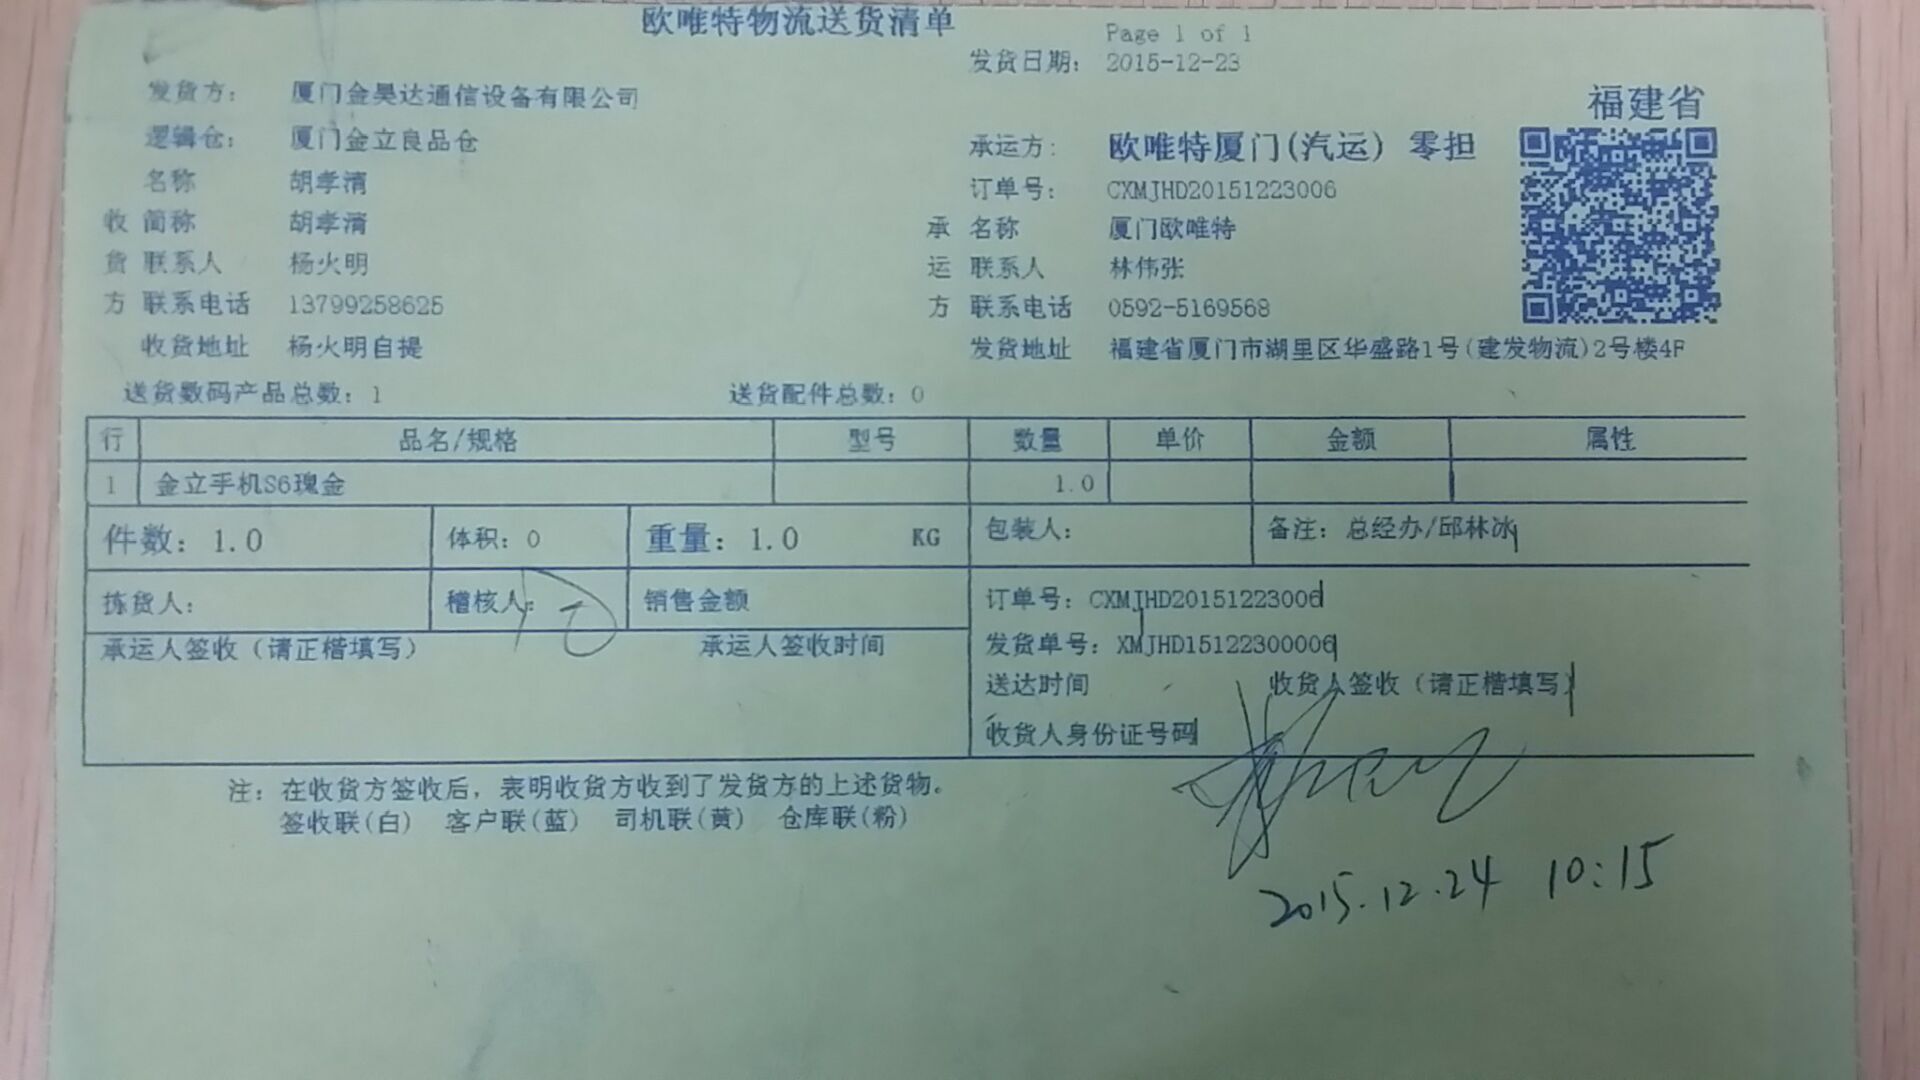 欧唯特物流送货清单
Page 1 of 1
发货日期: 2015-12-23
发货方: 厦门金昊达通信设备有限公司
福建省
逻辑仓: 厦门金立良品仓
承运方: 欧唯特厦门(汽运) 零担
名称 胡孝清
订单号: CXMJHD20151223006
收 简称 胡孝清
承 名称 厦门欧唯特
货 联系人 杨火明
运 联系人 林伟张
方 联系电话 13799258625
方 联系电话 0592-5169568
收货地址 杨火明自提
发货地址 福建省厦门市湖里区华盛路1号(建发物流)2号楼4F
送货数码产品总数: 1 送货配件总数: 0
行 品名/规格 型号 数量 单价 金额 属性
1 金立手机S6瑰金 1.0
件数: 1.0 体积: 0 重量: 1.0 KG 包装人: 备注: 总经办/邱林冰
拣货人: 稽核人: 销售金额
订单号: CXMJHD20151223006
承运人签收（请正楷填写） 承运人签收时间
发货单号: XMJHD15122300006
送达时间 收货人签收（请正楷填写）
收货人身份证号码
注: 在收货方签收后，表明收货方收到了发货方的上述货物。
签收联(白) 客户联(蓝) 司机联(黄) 仓库联(粉)
2015.12.24 10:15